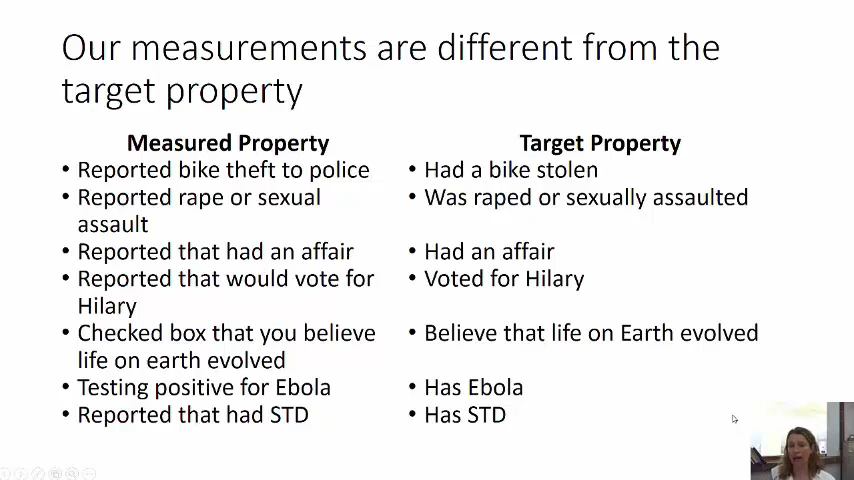 Our measurements are different from the
target property
Measured Property
• Reported bike theft to police
• Reported rape or sexual
assault
• Reported that had an affair
• Reported that would vote for
Hilary
• Checked box that you believe
life on earth evolved
• Testing positive for Ebola
• Reported that had STD
Target Property
• Had a bike stolen
• Was raped or sexually assaulted
• Had an affair
• Voted for Hilary
• Believe that life on Earth evolved
• Has Ebola
• Has STD